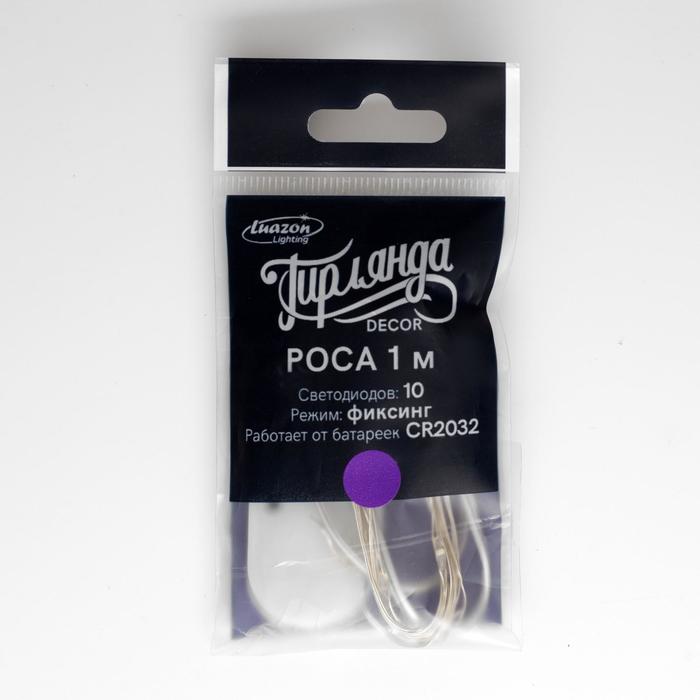 Luazon
Lighting
Гирлянда
DECOR
РОСА 1 м
Светодиодов: 10
Режим: фиксинг
Работает от батареек CR2032